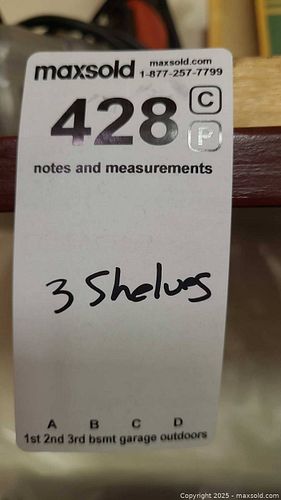 maxsold maxsold.com
1-877-257-7799
428 C
P
notes and measurements
3 Shelves
A B C D
1st 2nd 3rd bsmt garage outdoors
Copyright 2025 - maxsold.com